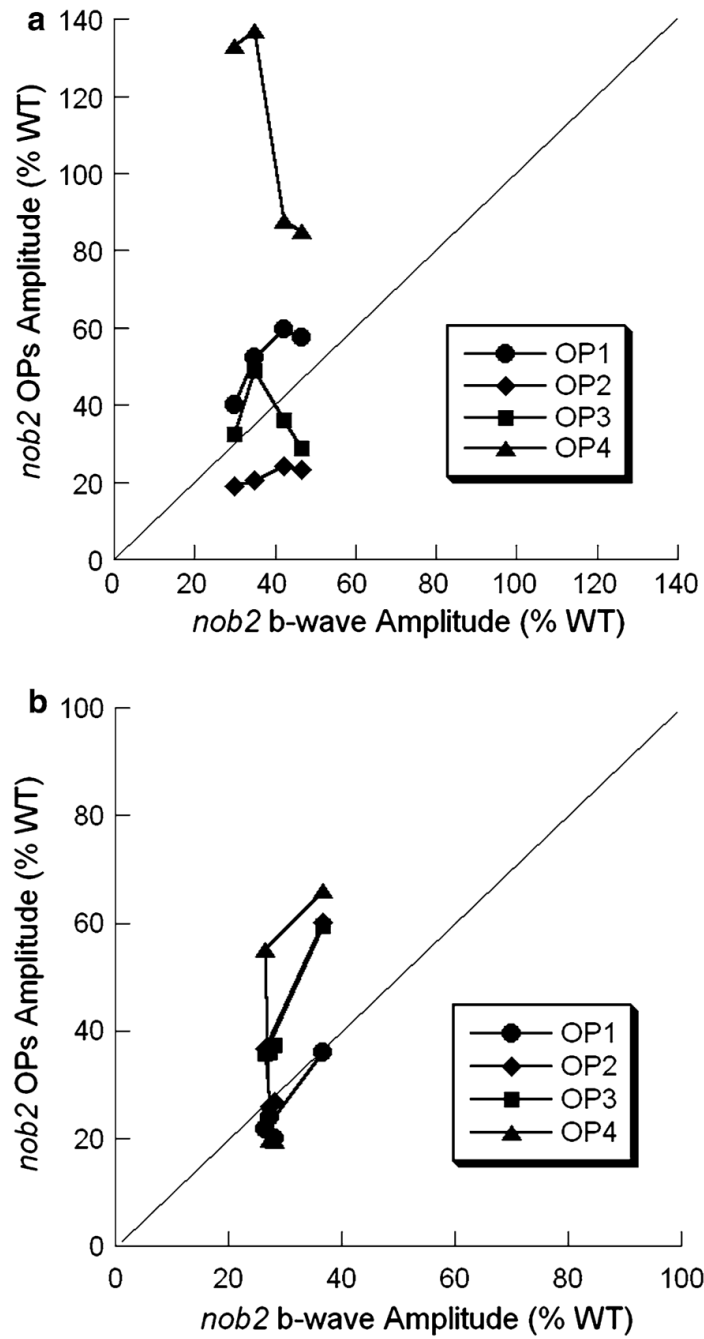 a
nob2 OPs Amplitude (% WT)
140
120
100
80
60
40
20
0
OP1
OP2
OP3
OP4
0 20 40 60 80 100 120 140
nob2 b-wave Amplitude (% WT)
b
nob2 OPs Amplitude (% WT)
100
80
60
40
20
0
OP1
OP2
OP3
OP4
0 20 40 60 80 100
nob2 b-wave Amplitude (% WT)